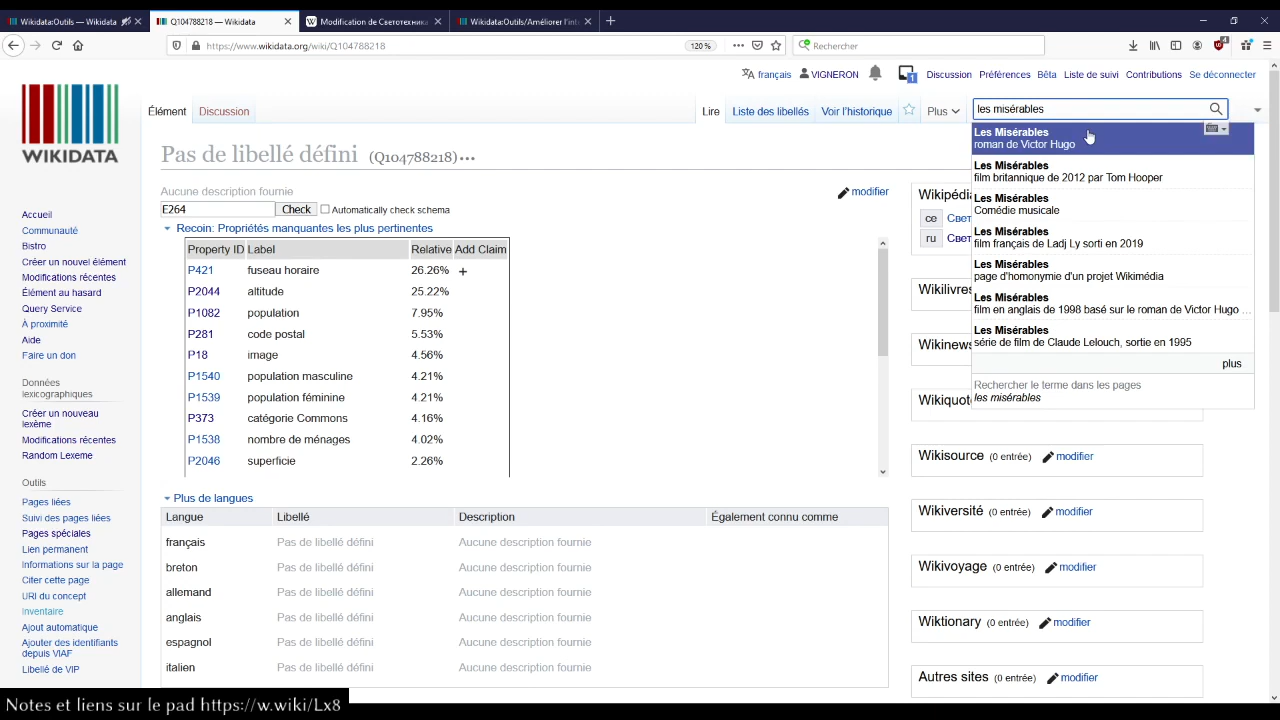 Wikidata:Outils — Wikidata
Q104788218 — Wikidata
Modification de Светотехника
Wikidata:Outils/Améliorer l'inte
https://www.wikidata.org/wiki/Q104788218
120 %
Rechercher
4
français
VIGNERON
1
Discussion
Préférences
Bêta
Liste de suivi
Contributions
Se déconnecter
WIKIDATA
Élément
Discussion
Lire
Liste des libellés
Voir l'historique
Plus
les misérables
Les Misérables
roman de Victor Hugo
Les Misérables
film britannique de 2012 par Tom Hooper
Les Misérables
Comédie musicale
Les Misérables
film français de Ladj Ly sorti en 2019
Les Misérables
page d'homonymie d'un projet Wikimédia
Les Misérables
film en anglais de 1998 basé sur le roman de Victor Hugo ...
Les Misérables
série de film de Claude Lelouch, sortie en 1995
plus
Rechercher le terme dans les pages
les misérables
Pas de libellé défini (Q104788218)
Aucune description fournie
modifier
E264
Check
Automatically check schema
Recoin: Propriétés manquantes les plus pertinentes
Property ID Label Relative Add Claim
P421 fuseau horaire 26.26% +
P2044 altitude 25.22%
P1082 population 7.95%
P281 code postal 5.53%
P18 image 4.56%
P1540 population masculine 4.21%
P1539 population féminine 4.21%
P373 catégorie Commons 4.16%
P1538 nombre de ménages 4.02%
P2046 superficie 2.26%
Plus de langues
Langue Libellé Description Également connu comme
français Pas de libellé défini Aucune description fournie
breton Pas de libellé défini Aucune description fournie
allemand Pas de libellé défini Aucune description fournie
anglais Pas de libellé défini Aucune description fournie
espagnol Pas de libellé défini Aucune description fournie
italien Pas de libellé défini Aucune description fournie
Wikipéd
ce Свет
ru Свет
Wikilivres
Wikinews
Wikiquot
Wikisource (0 entrée) modifier
Wikiversité (0 entrée) modifier
Wikivoyage (0 entrée) modifier
Wiktionary (0 entrée) modifier
Autres sites (0 entrée) modifier
Accueil
Communauté
Bistro
Créer un nouvel élément
Modifications récentes
Élément au hasard
Query Service
À proximité
Aide
Faire un don
Données
lexicographiques
Créer un nouveau
lexème
Modifications récentes
Random Lexeme
Outils
Pages liées
Suivi des pages liées
Pages spéciales
Lien permanent
Informations sur la page
Citer cette page
URI du concept
Inventaire
Ajout automatique
Ajouter des identifiants
depuis VIAF
Libellé de VIP
Notes et liens sur le pad https://w.wiki/Lx8